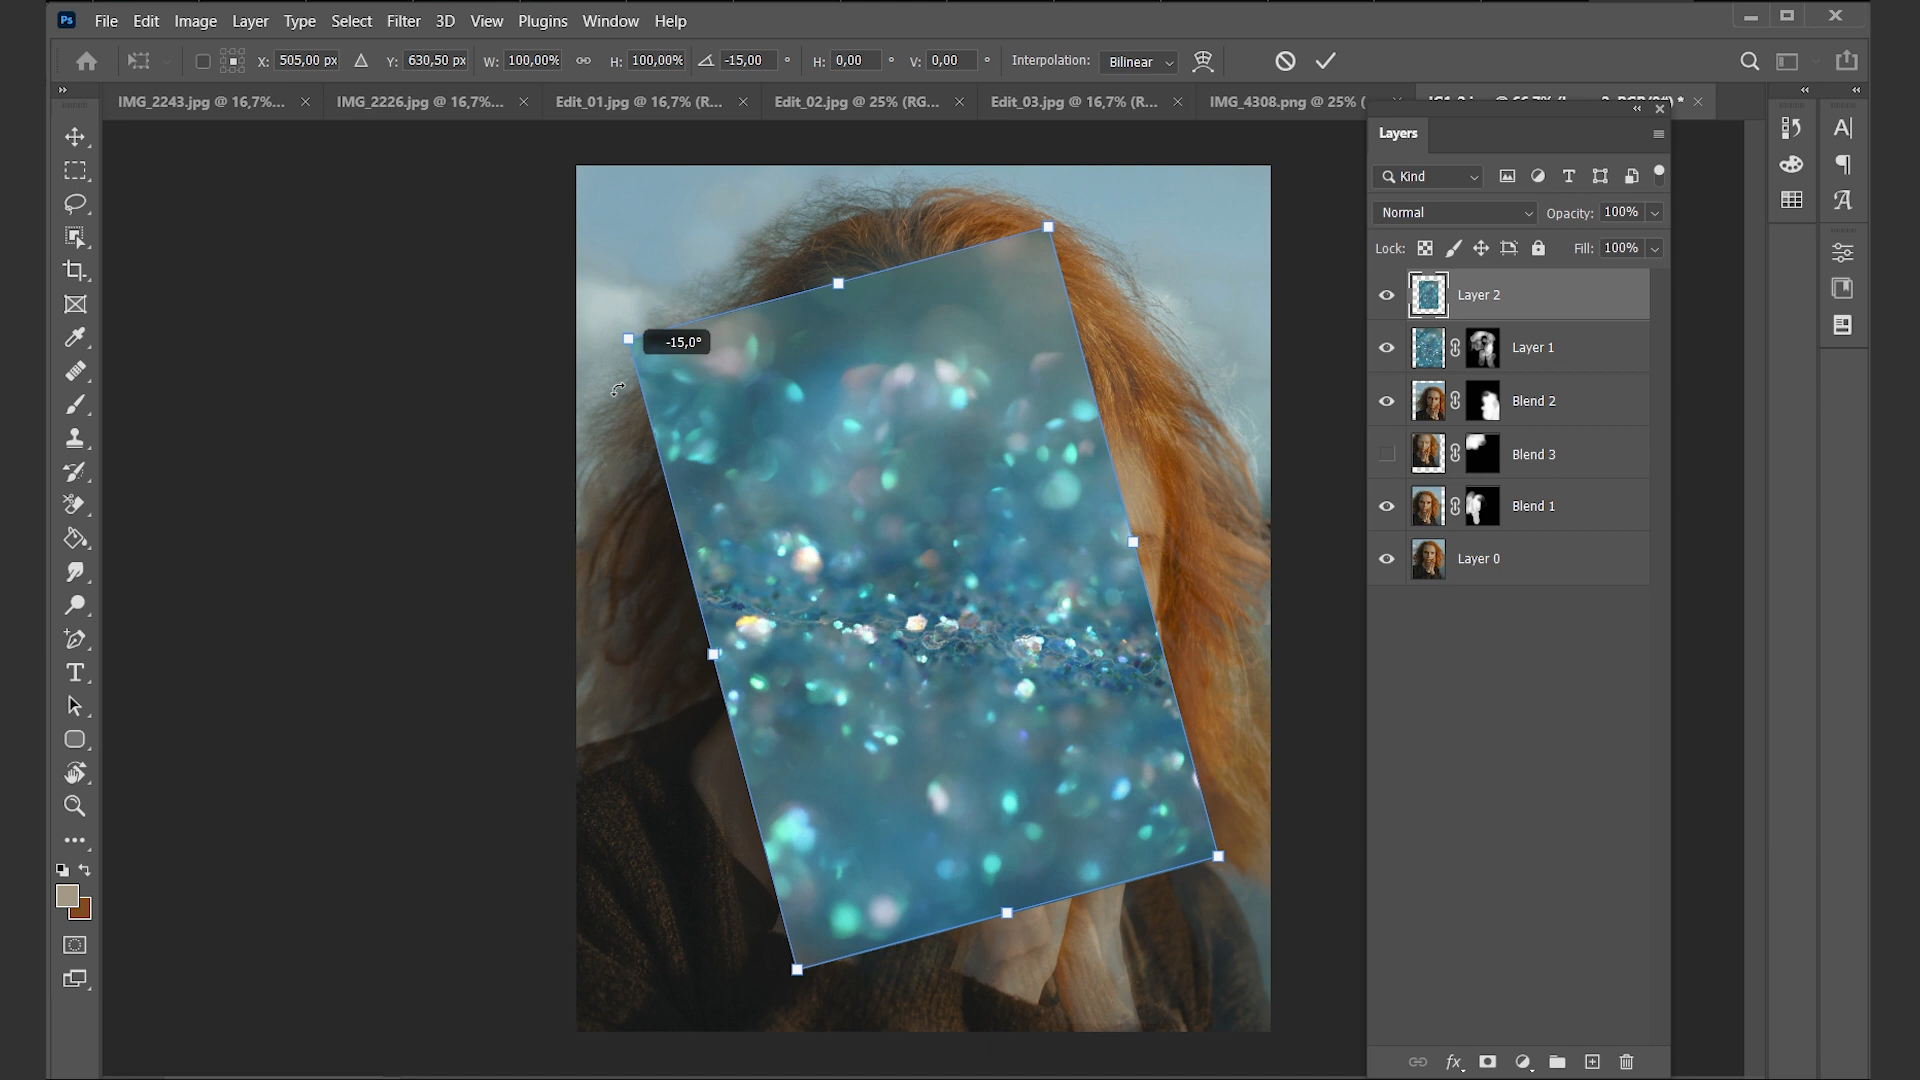 Ps File Edit Image Layer Type Select Filter 3D View Plugins Window Help
X: 505,00 px Y: 630,50 px W: 100,00% H: 100,00% -15,00 ° H: 0,00 ° V: 0,00 ° Interpolation: Bilinear
IMG_2243.jpg @ 16,7%... IMG_2226.jpg @ 16,7%... Edit_01.jpg @ 16,7% (R... Edit_02.jpg @ 25% (RG... Edit_03.jpg @ 16,7% (R... IMG_4308.png @ 25% (
Layers
Kind
Normal Opacity: 100%
Lock: Fill: 100%
Layer 2
-15,0°
Layer 1
Blend 2
Blend 3
Blend 1
Layer 0
fx